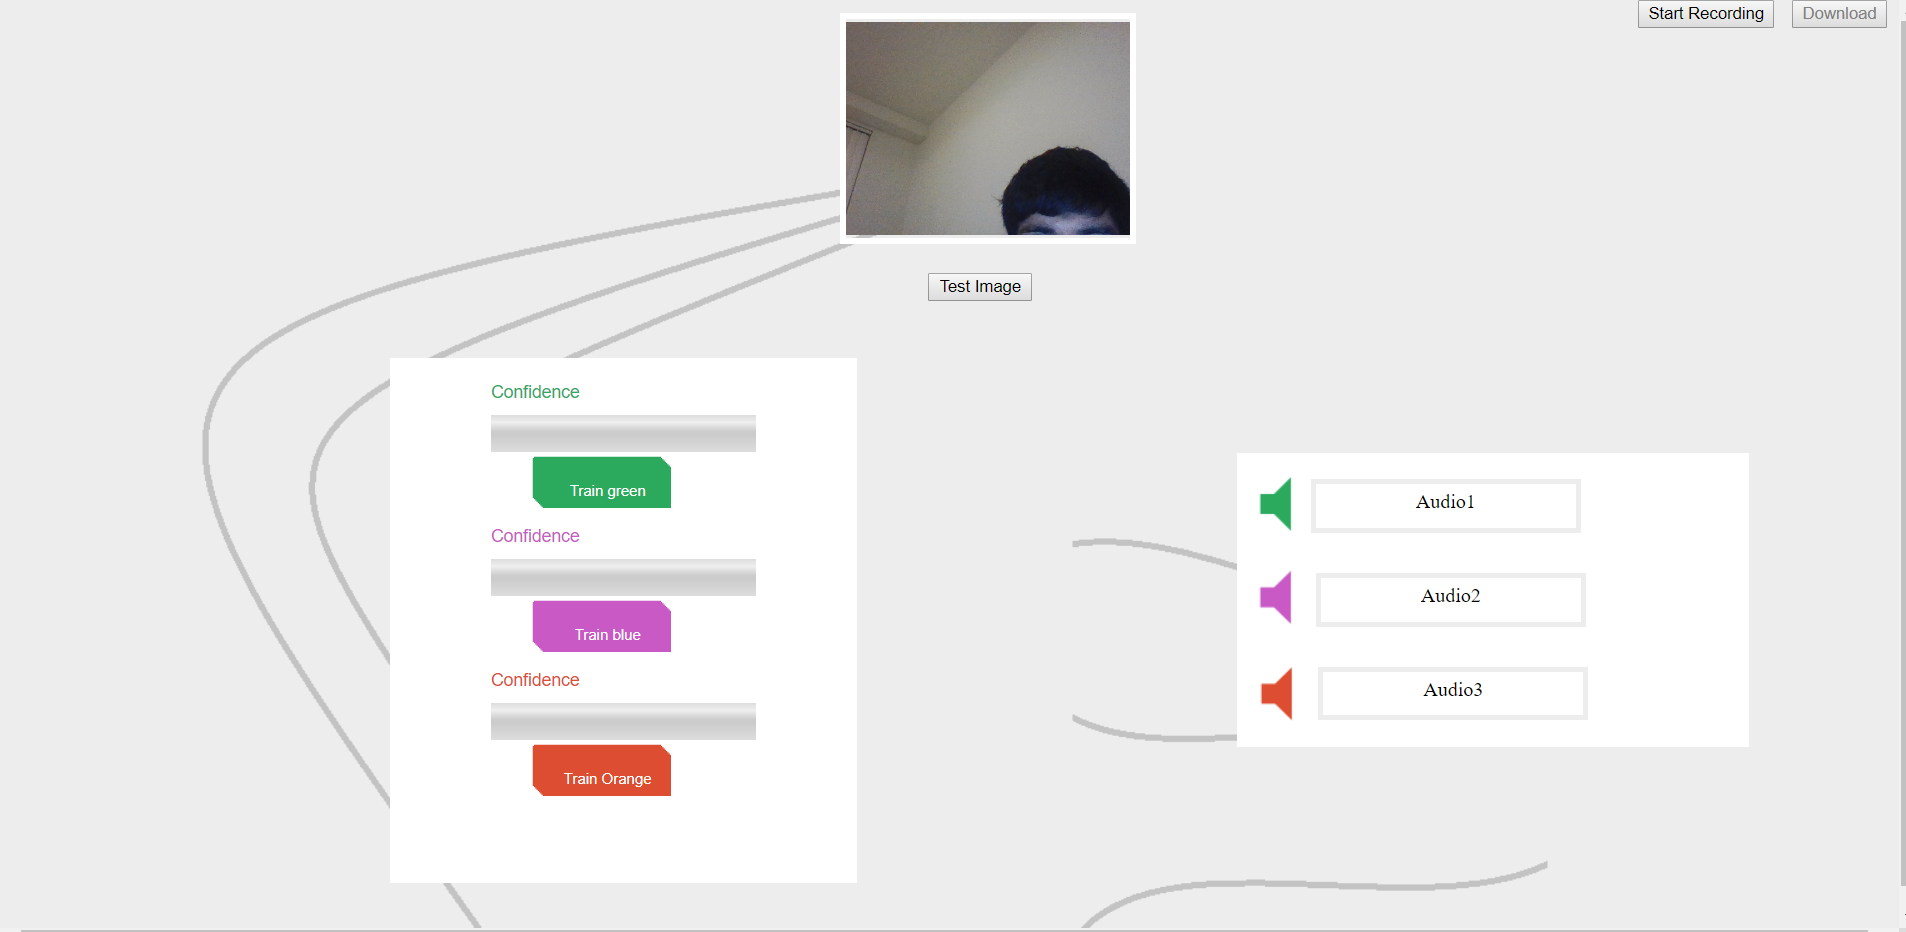 Start Recording
Download
Test Image
Confidence
Train green
Confidence
Train blue
Confidence
Train Orange
Audio1
Audio2
Audio3